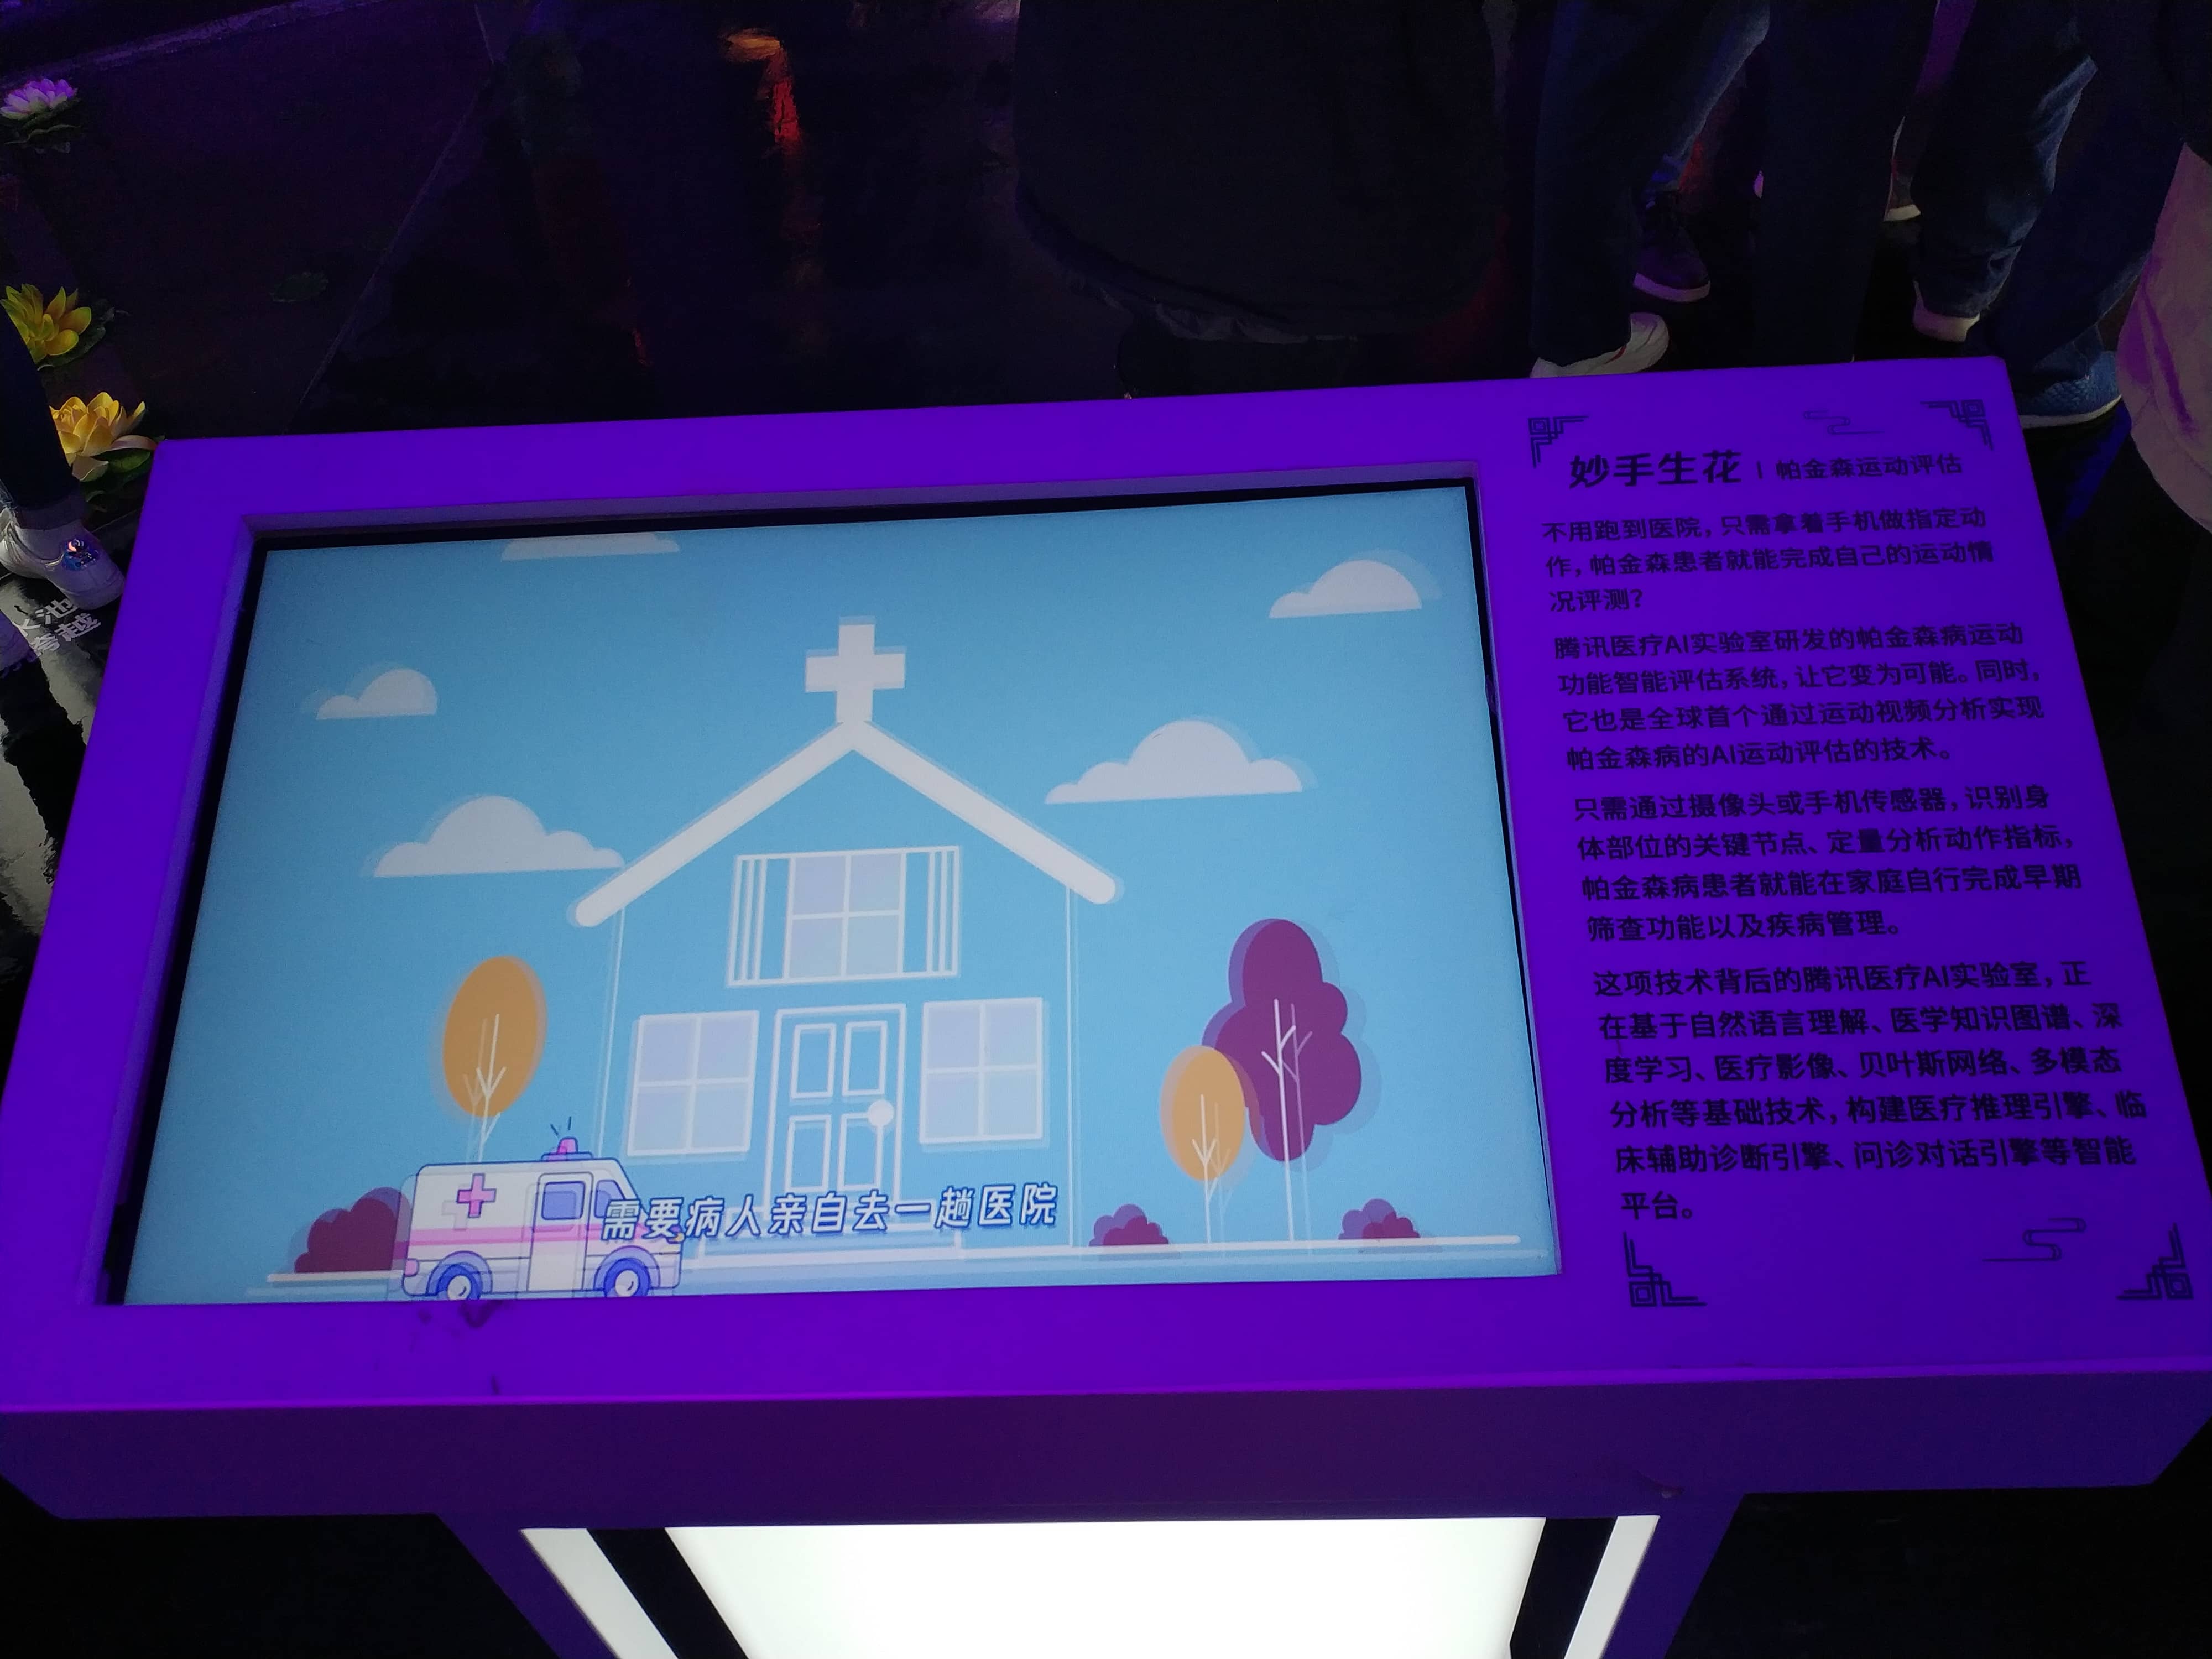 妙手生花 | 帕金森运动评估
不用跑到医院，只需拿着手机做指定动
作，帕金森患者就能完成自己的运动情
况评测？
腾讯医疗AI实验室研发的帕金森病运动
功能智能评估系统，让它变为可能。同时，
它也是全球首个通过运动视频分析实现
帕金森病的AI运动评估的技术。
只需通过摄像头或手机传感器，识别身
体部位的关键节点、定量分析动作指标，
帕金森病患者就能在家庭自行完成早期
筛查功能以及疾病管理。
这项技术背后的腾讯医疗AI实验室，正
在基于自然语言理解、医学知识图谱、深
度学习、医疗影像、贝叶斯网络、多模态
分析等基础技术，构建医疗推理引擎、临
床辅助诊断引擎、问诊对话引擎等智能
平台。
需要病人亲自去一趟医院
池
跨越